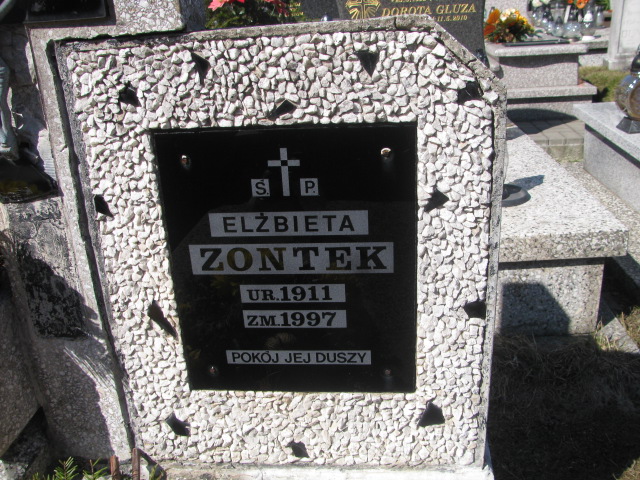 DOROTA GLUZA
Ś. P.
ELŻBIETA
ZONTEK
UR.1911
ZM.1997
POKÓJ JEJ DUSZY